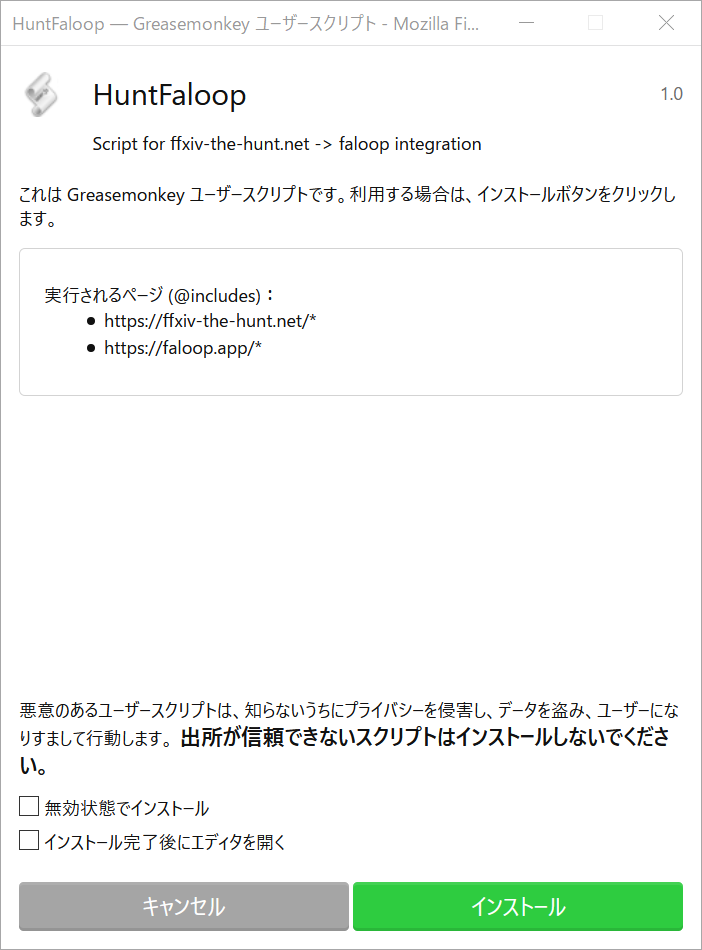 HuntFaloop — Greasemonkey ユーザースクリプト - Mozilla Fi...
HuntFaloop
1.0
Script for ffxiv-the-hunt.net -> faloop integration
これは Greasemonkey ユーザースクリプトです。利用する場合は、インストールボタンをクリックし
ます。
実行されるページ (@includes)：
● https://ffxiv-the-hunt.net/*
● https://faloop.app/*
悪意のあるユーザースクリプトは、知らないうちにプライバシーを侵害し、データを盗み、ユーザーにな
りすまして行動します。 出所が信頼できないスクリプトはインストールしないでくださ
い。
無効状態でインストール
インストール完了後にエディタを開く
キャンセル
インストール